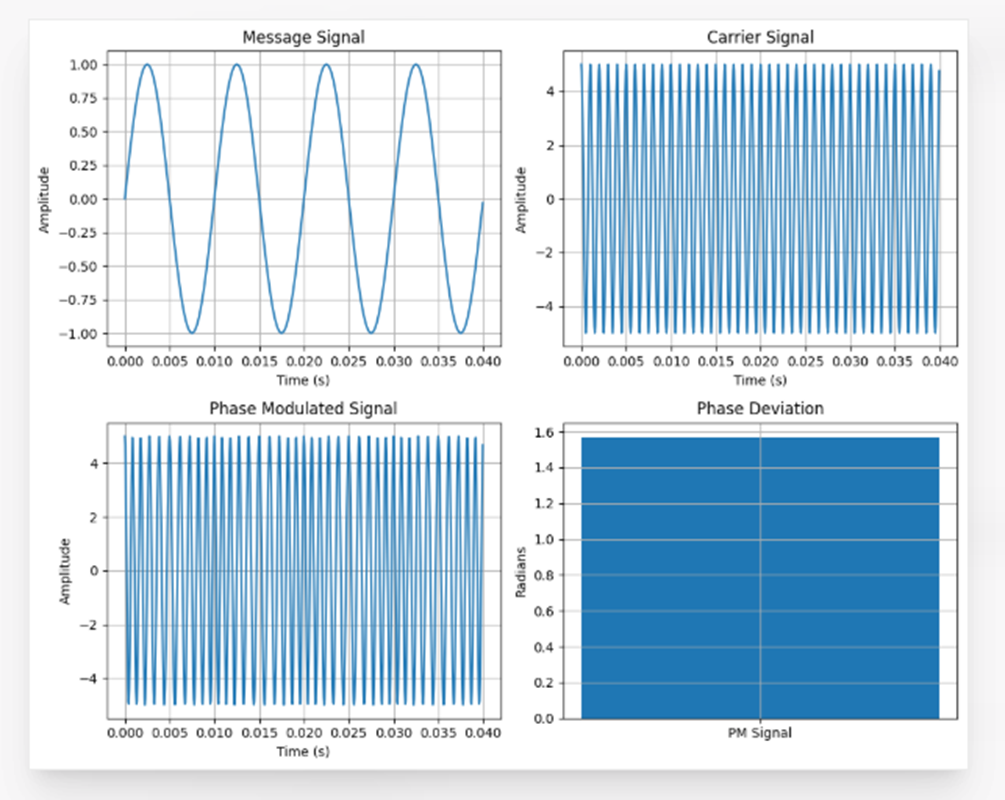 Message Signal
Amplitude
1.00
0.75
0.50
0.25
0.00
−0.25
−0.50
−0.75
−1.00
0.000 0.005 0.010 0.015 0.020 0.025 0.030 0.035 0.040
Time (s)
Carrier Signal
Amplitude
4
2
0
−2
−4
0.000 0.005 0.010 0.015 0.020 0.025 0.030 0.035 0.040
Time (s)
Phase Modulated Signal
Amplitude
4
2
0
−2
−4
0.000 0.005 0.010 0.015 0.020 0.025 0.030 0.035 0.040
Time (s)
Phase Deviation
Radians
1.6
1.4
1.2
1.0
0.8
0.6
0.4
0.2
0.0
PM Signal